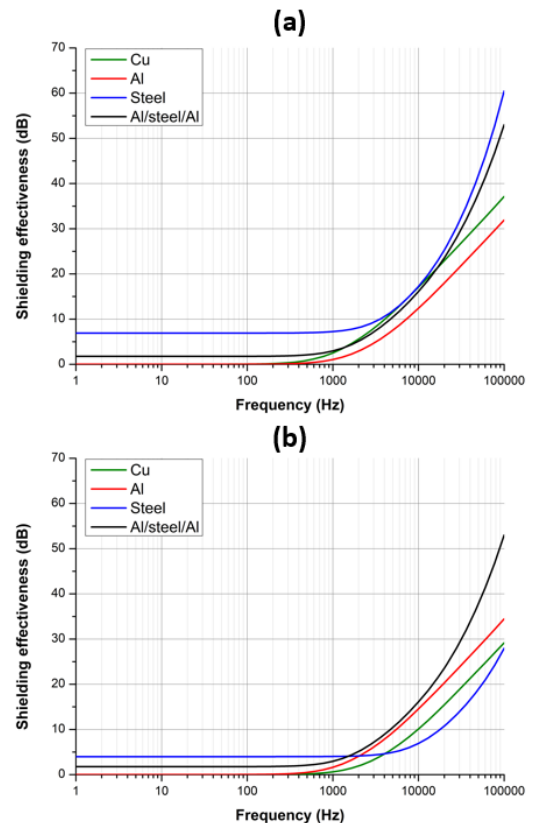 (a)
70
60
50
40
30
20
10
0
Shielding effectiveness (dB)
Cu
Al
Steel
Al/steel/Al
1 10 100 1000 10000 100000
Frequency (Hz)
(b)
70
60
50
40
30
20
10
0
Shielding effectiveness (dB)
Cu
Al
Steel
Al/steel/Al
1 10 100 1000 10000 100000
Frequency (Hz)